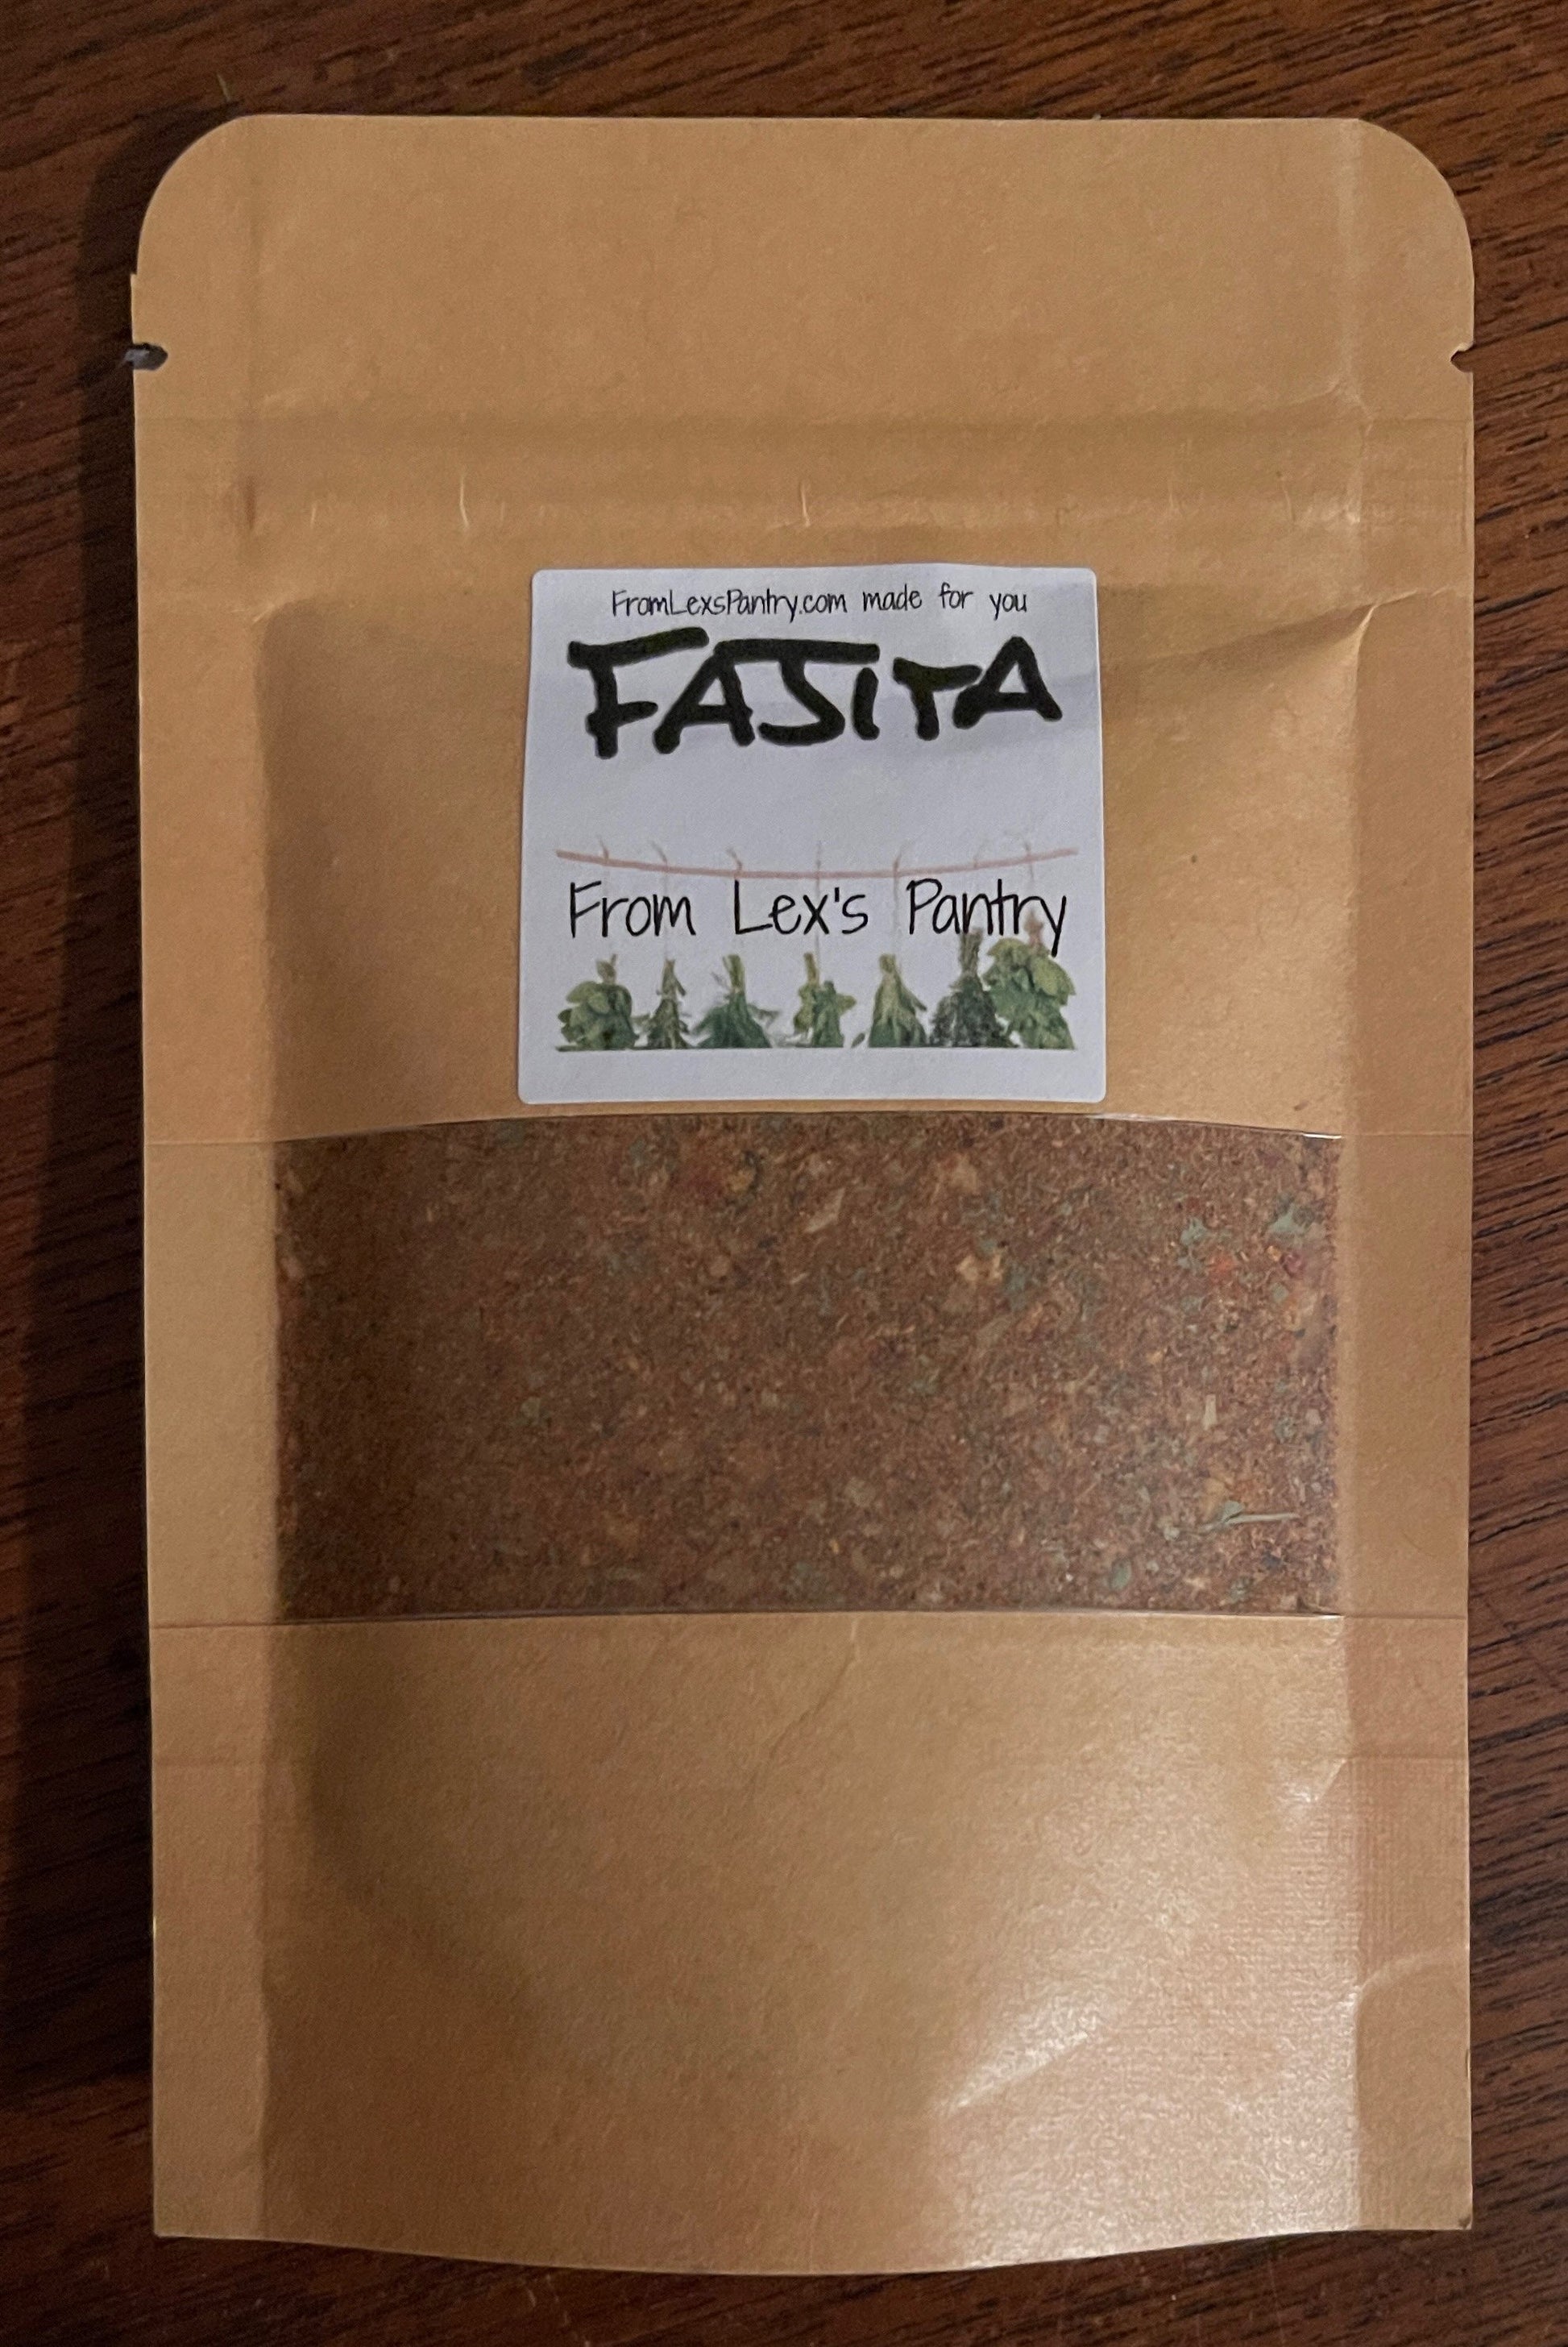 FromLexsPantry.com made for you
FAJITA
From Lex's Pantry